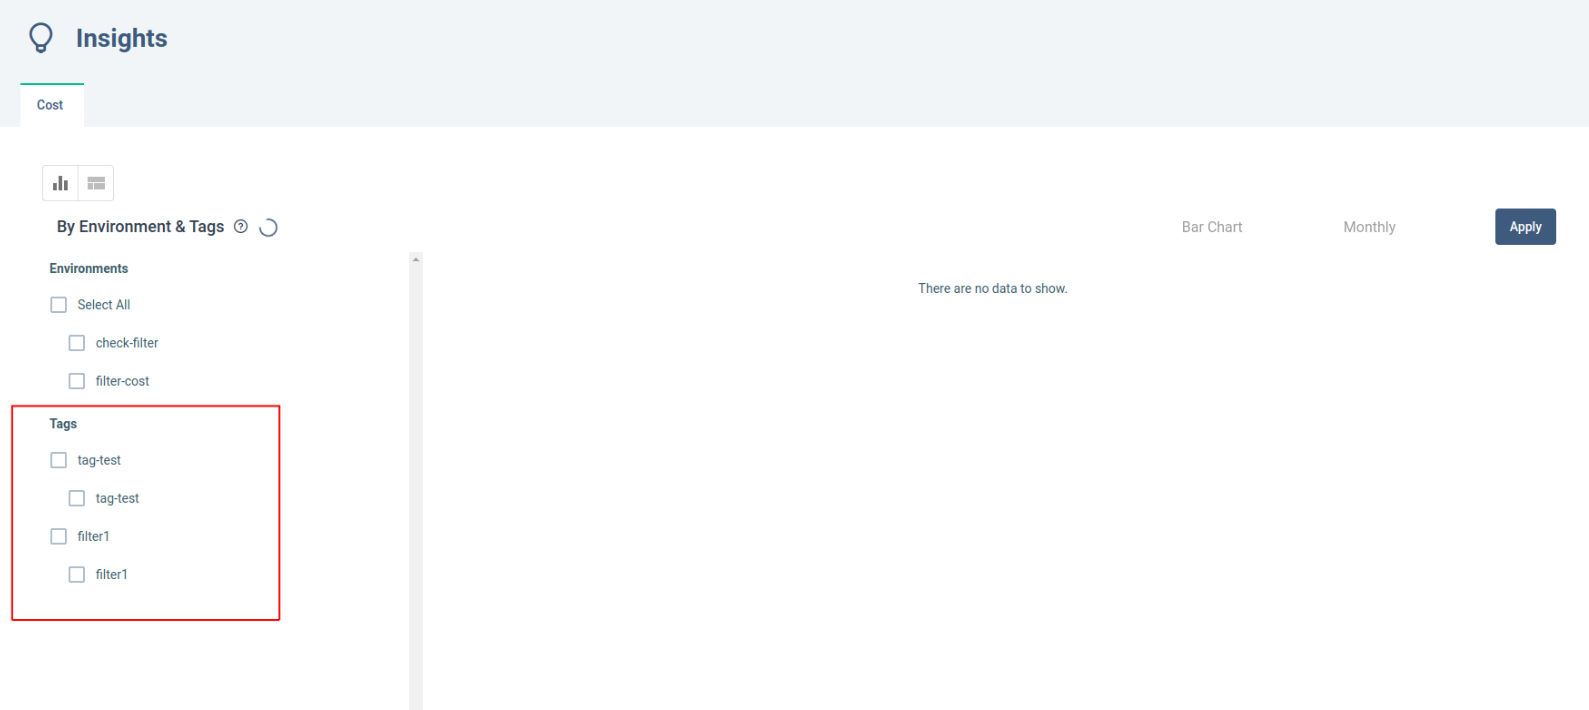 Insights
Cost
By Environment & Tags ?
Bar Chart
Monthly
Apply
Environments
Select All
check-filter
filter-cost
Tags
tag-test
tag-test
filter1
filter1
There are no data to show.